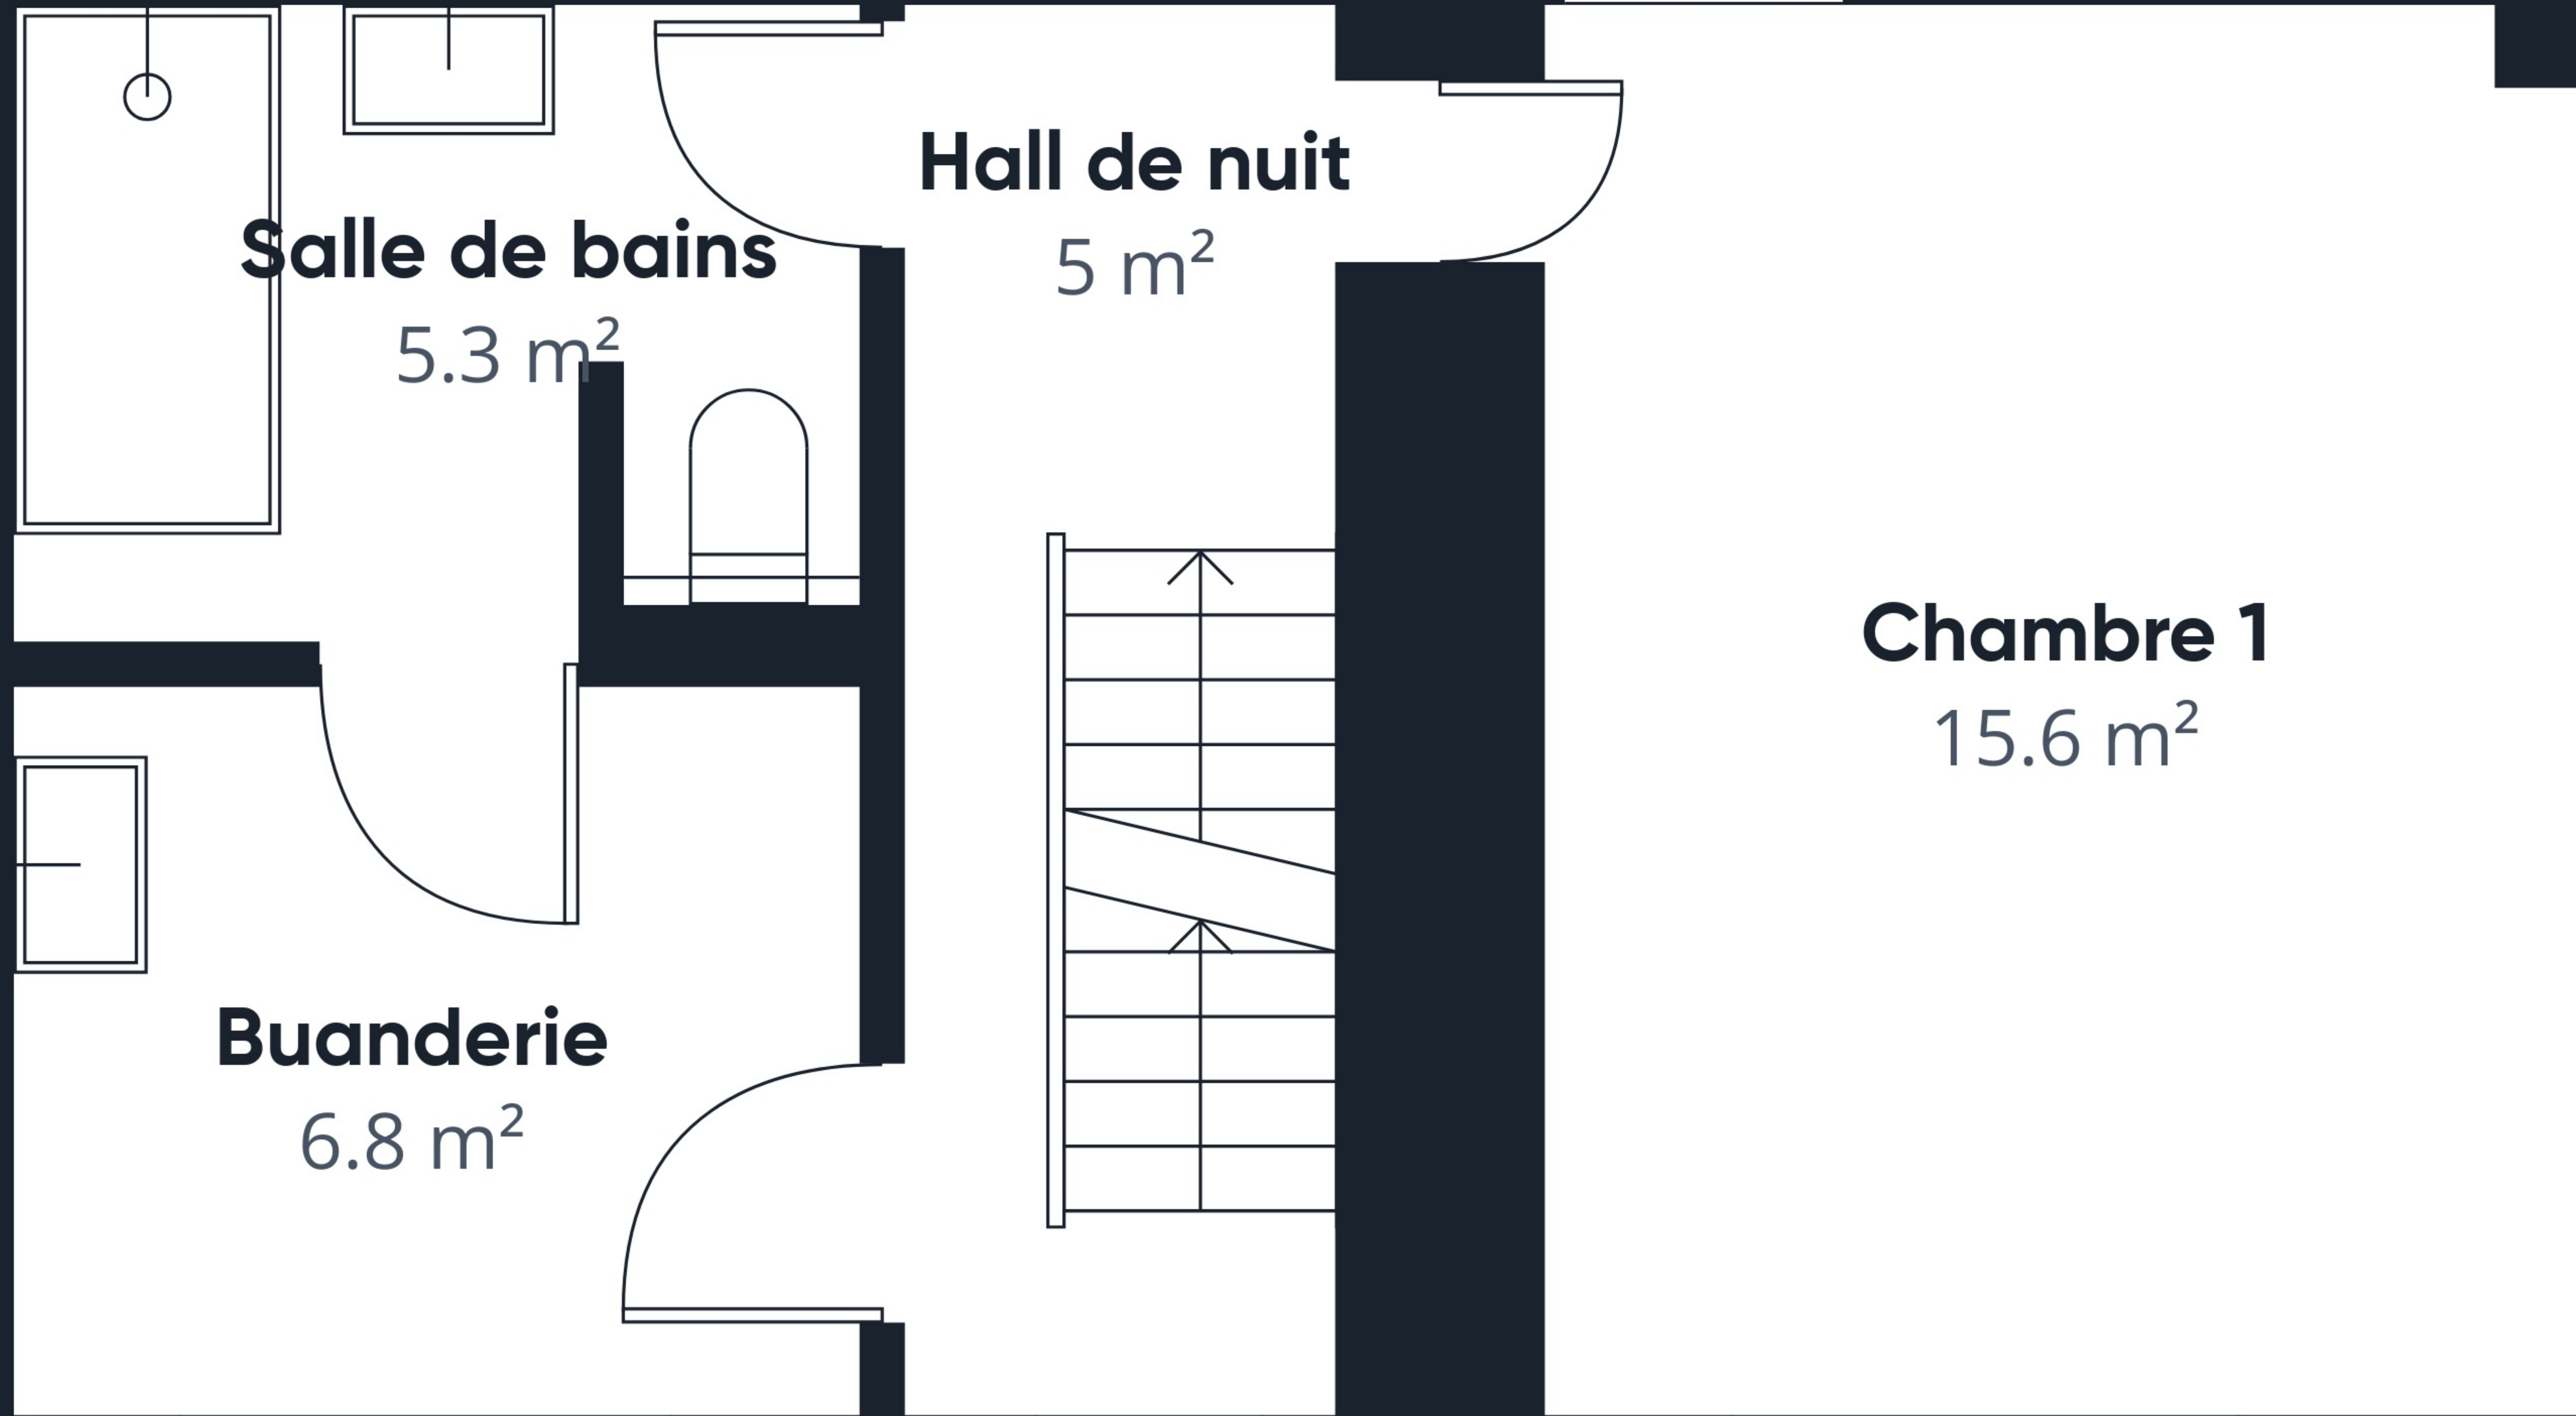 Salle de bains
5.3 m²
Hall de nuit
5 m²
Chambre 1
15.6 m²
Buanderie
6.8 m²